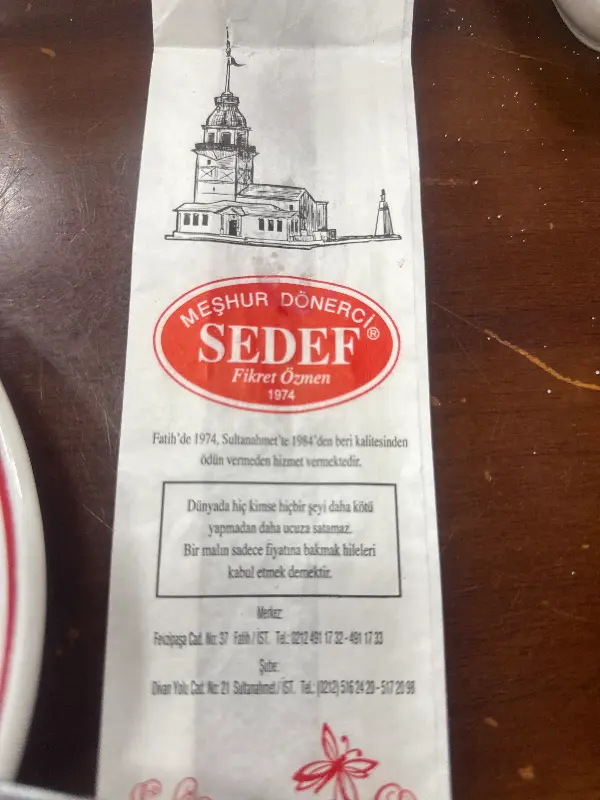 MEŞHUR DÖNERCİ
SEDEF®
Fikret Özmen
1974
Fatih'de 1974, Sultanahmet'te 1984'den beri kalitesinden
ödün vermeden hizmet vermektedir.
Dünyada hiç kimse hiçbir şeyi daha kötü
yapmadan daha ucuza satamaz.
Bir malın sadece fiyatına bakmak hileleri
kabul etmek demektir.
Merkez:
Fevzipaşa Cad. No: 37 Fatih / İST. Tel.: 0212 491 17 32 - 491 17 33
Şube:
Divan Yolu Cad. No: 21 Sultanahmet / İST. Tel.: (0212) 516 24 20 - 517 20 98